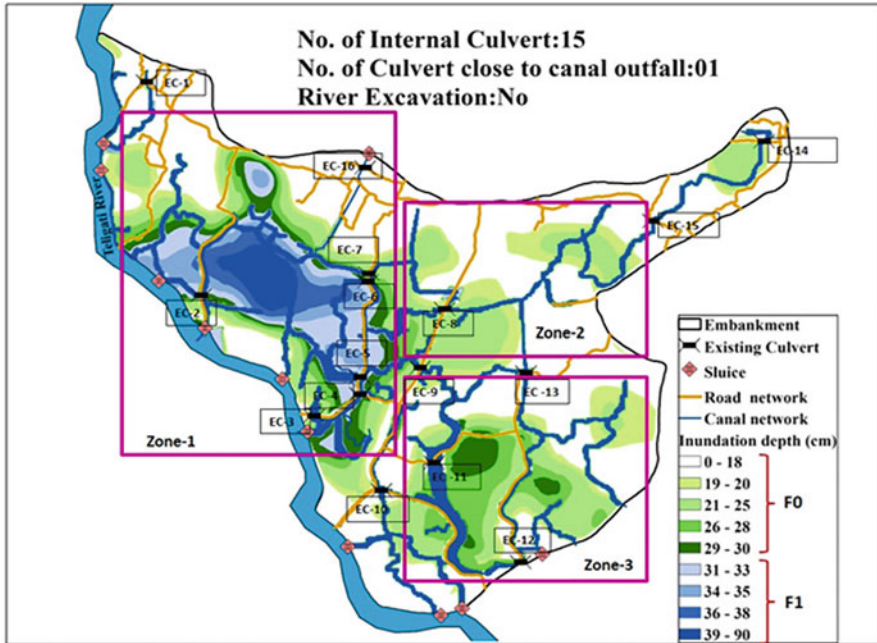 No. of Internal Culvert:15
No. of Culvert close to canal outfall:01
River Excavation:No
EC-1
EC-16
EC-14
Teligati River
EC-15
EC-7
EC-6
EC-2
EC-8
Zone-2
EC-5
EC-4
EC-9
EC -13
EC-3
Zone-1
EC-11
EC-10
EC-12
Zone-3
Embankment
Existing Culvert
Sluice
Road network
Canal network
Inundation depth (cm)
0 - 18
19 - 20
21 - 25
26 - 28
29 - 30
F0
31 - 33
34 - 35
36 - 38
39 - 90
F1